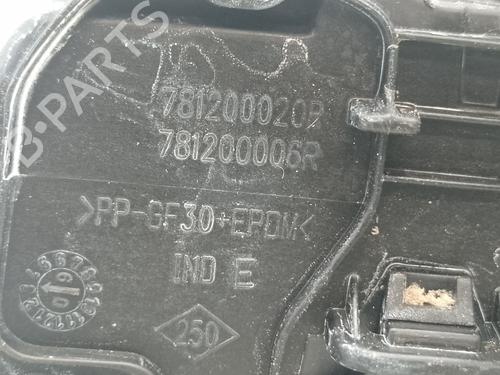 781200020R
781200006R
>PP-GF30+EPDM<
IND E
250
B-PARTS